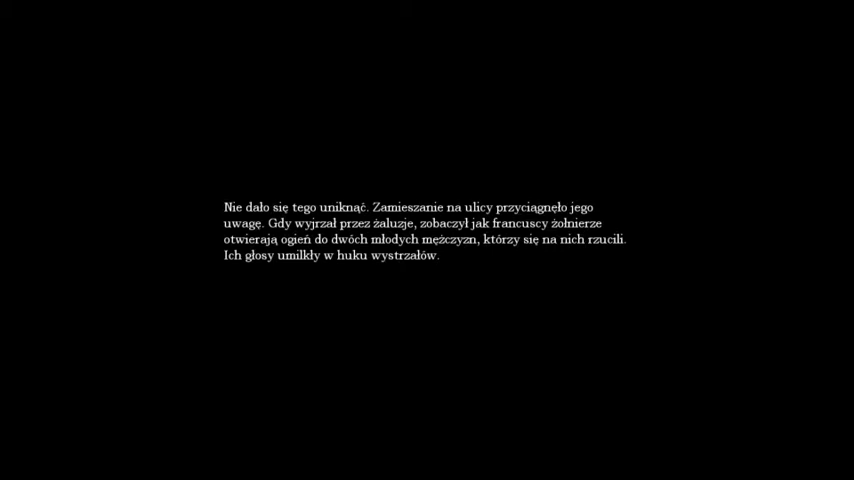 Nie dało się tego uniknąć. Zamieszanie na ulicy przyciągnęło jego
uwagę. Gdy wyjrzał przez żaluzje, zobaczył jak francuscy żołnierze
otwierają ogień do dwóch młodych mężczyzn, którzy się na nich rzucili.
Ich głosy umilkły w huku wystrzałów.